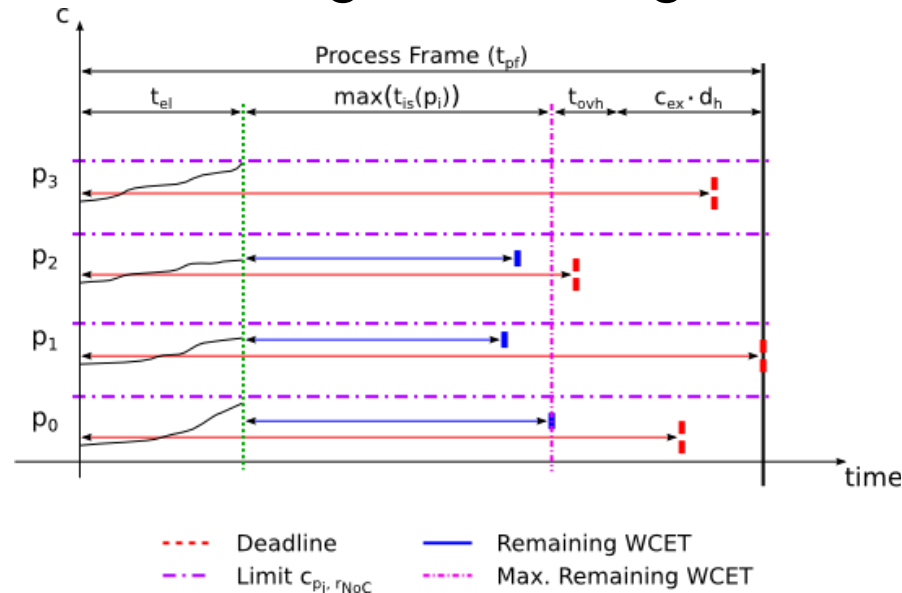 c
Process Frame (t_pf)
t_el max(t_is(p_i)) t_ovh c_ex · d_h
p_3
p_2
p_1
p_0
time
Deadline Remaining WCET
Limit c_p_i, r_NoC Max. Remaining WCET